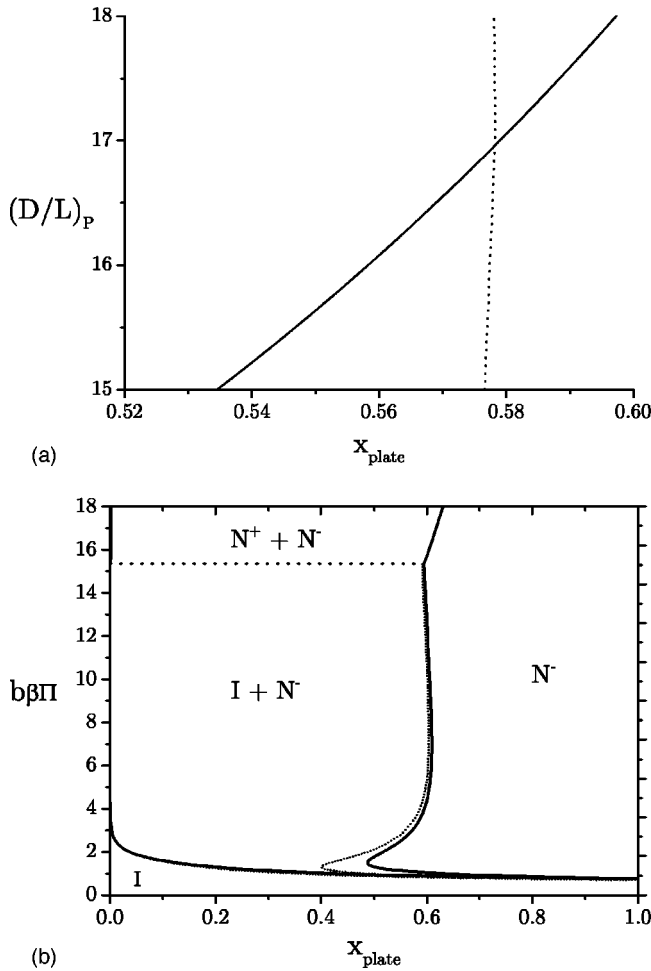 18
17
(D/L)P
16
15
0.52 0.54 0.56 0.58 0.60
xplate
(a)
18
16
N+ + N-
14
12
10
bβΠ
I + N-
N-
8
6
4
2
I
0
0.0 0.2 0.4 0.6 0.8 1.0
xplate
(b)